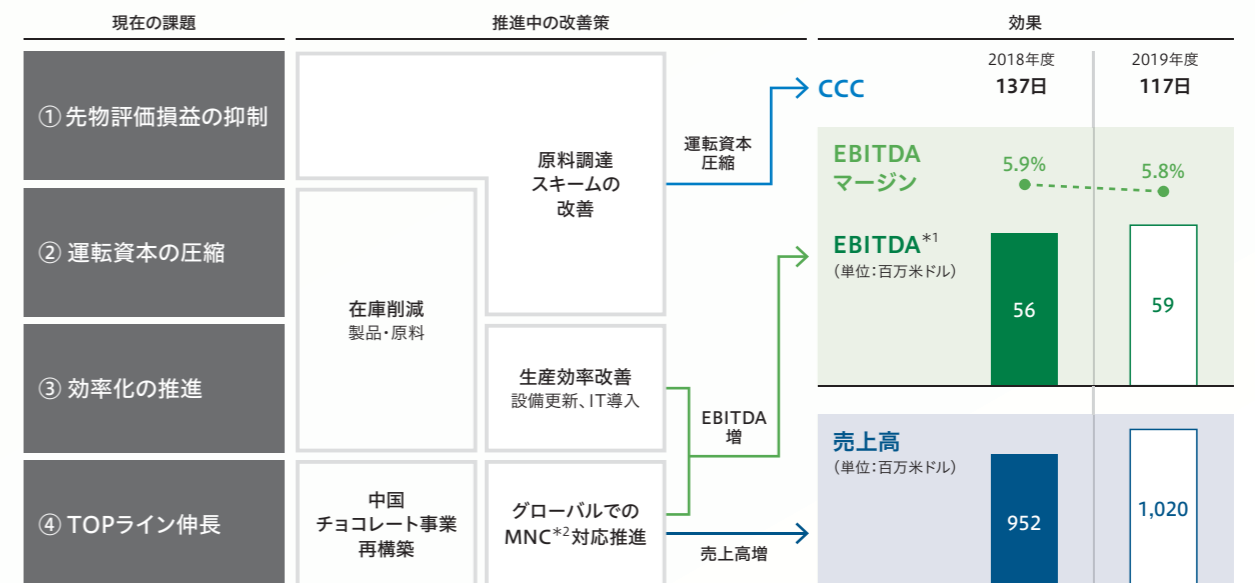 現在の課題
推進中の改善策
効果
① 先物評価損益の抑制
② 運転資本の圧縮
③ 効率化の推進
④ TOPライン伸長
原料調達
スキームの
改善
在庫削減
製品・原料
生産効率改善
設備更新、IT導入
中国
チョコレート事業
再構築
グローバルでの
MNC*2対応推進
運転資本
圧縮
EBITDA
増
売上高増
2018年度
2019年度
CCC
137日
117日
EBITDA
マージン
5.9%
5.8%
EBITDA*1
（単位：百万米ドル）
56
59
売上高
（単位：百万米ドル）
952
1,020